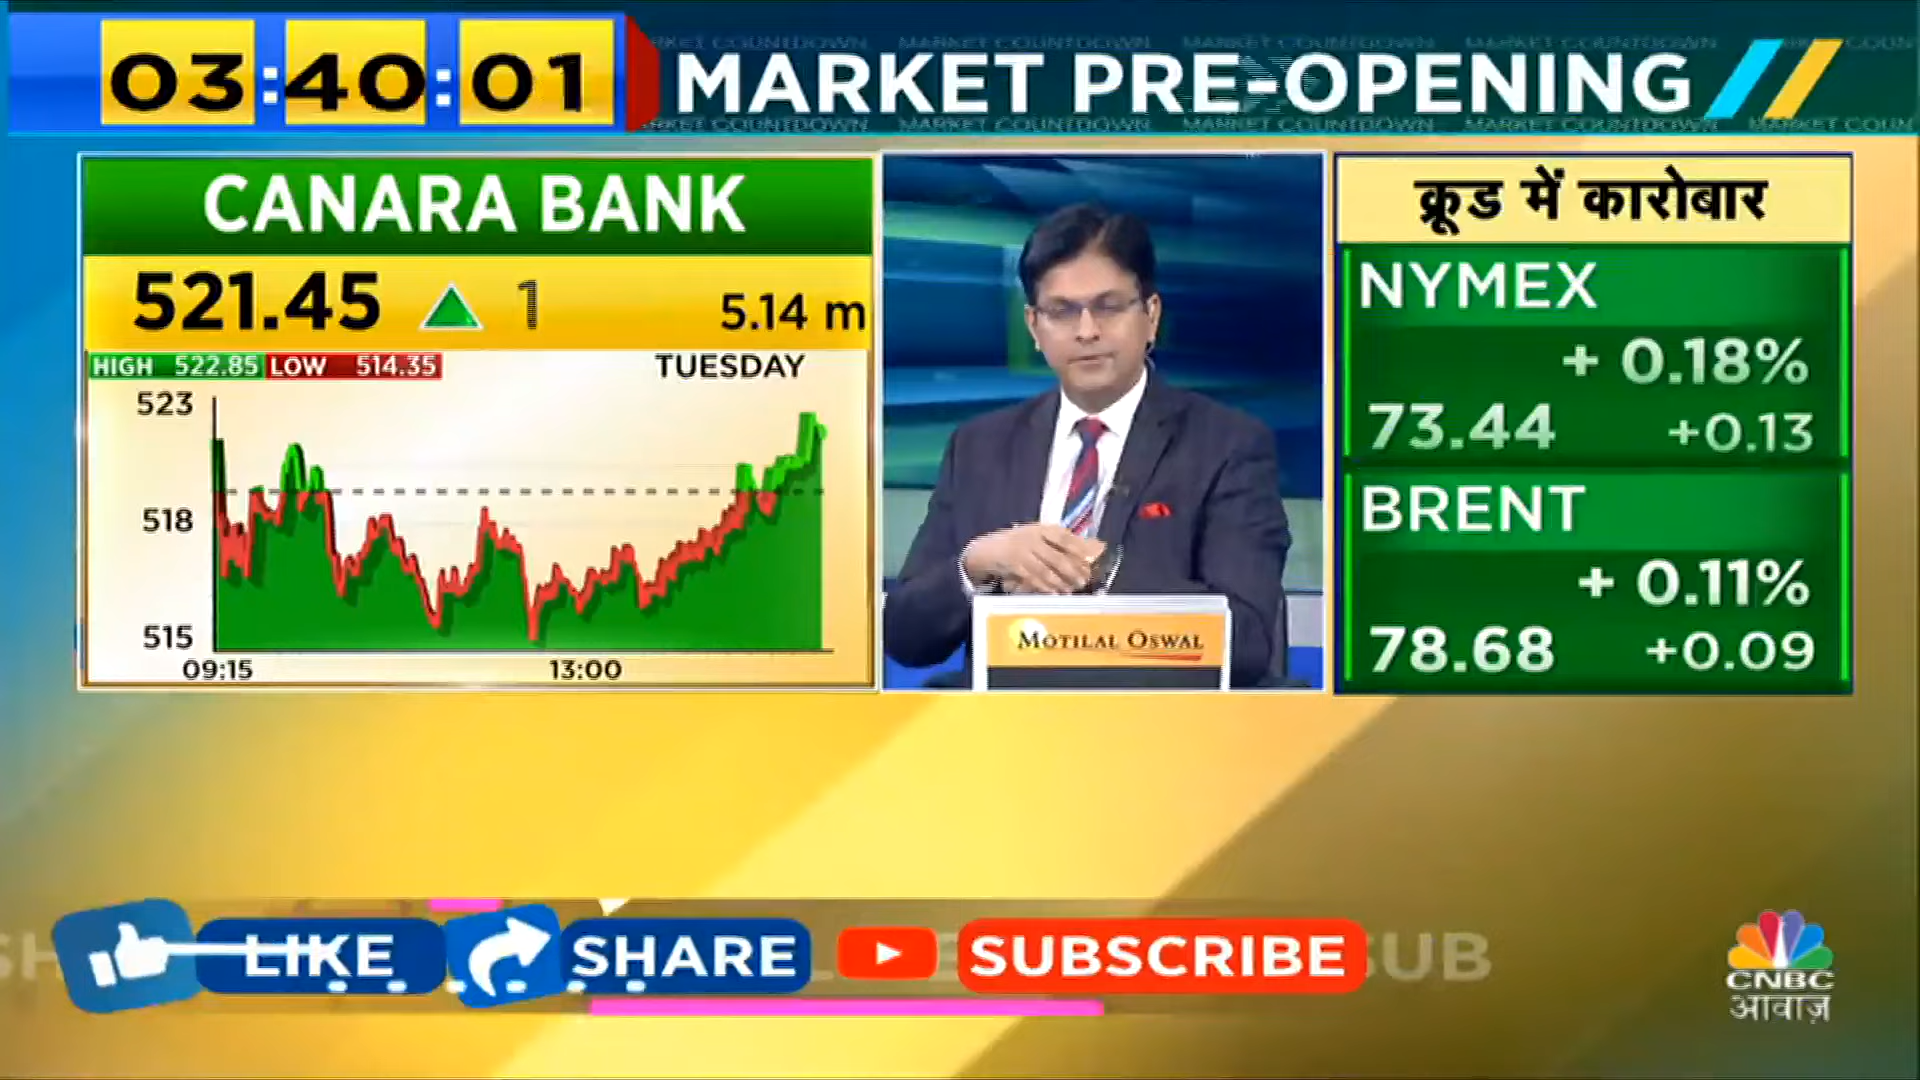 03:40:01
MARKET PRE-OPENING
CANARA BANK
521.45 ▲ 1 5.14 m
HIGH 522.85 LOW 514.35 TUESDAY
523
518
515
09:15 13:00
MOTILAL OSWAL
क्रूड में कारोबार
NYMEX
+ 0.18%
73.44 +0.13
BRENT
+ 0.11%
78.68 +0.09
LIKE SHARE SUBSCRIBE SUB
CNBC
आवाज़